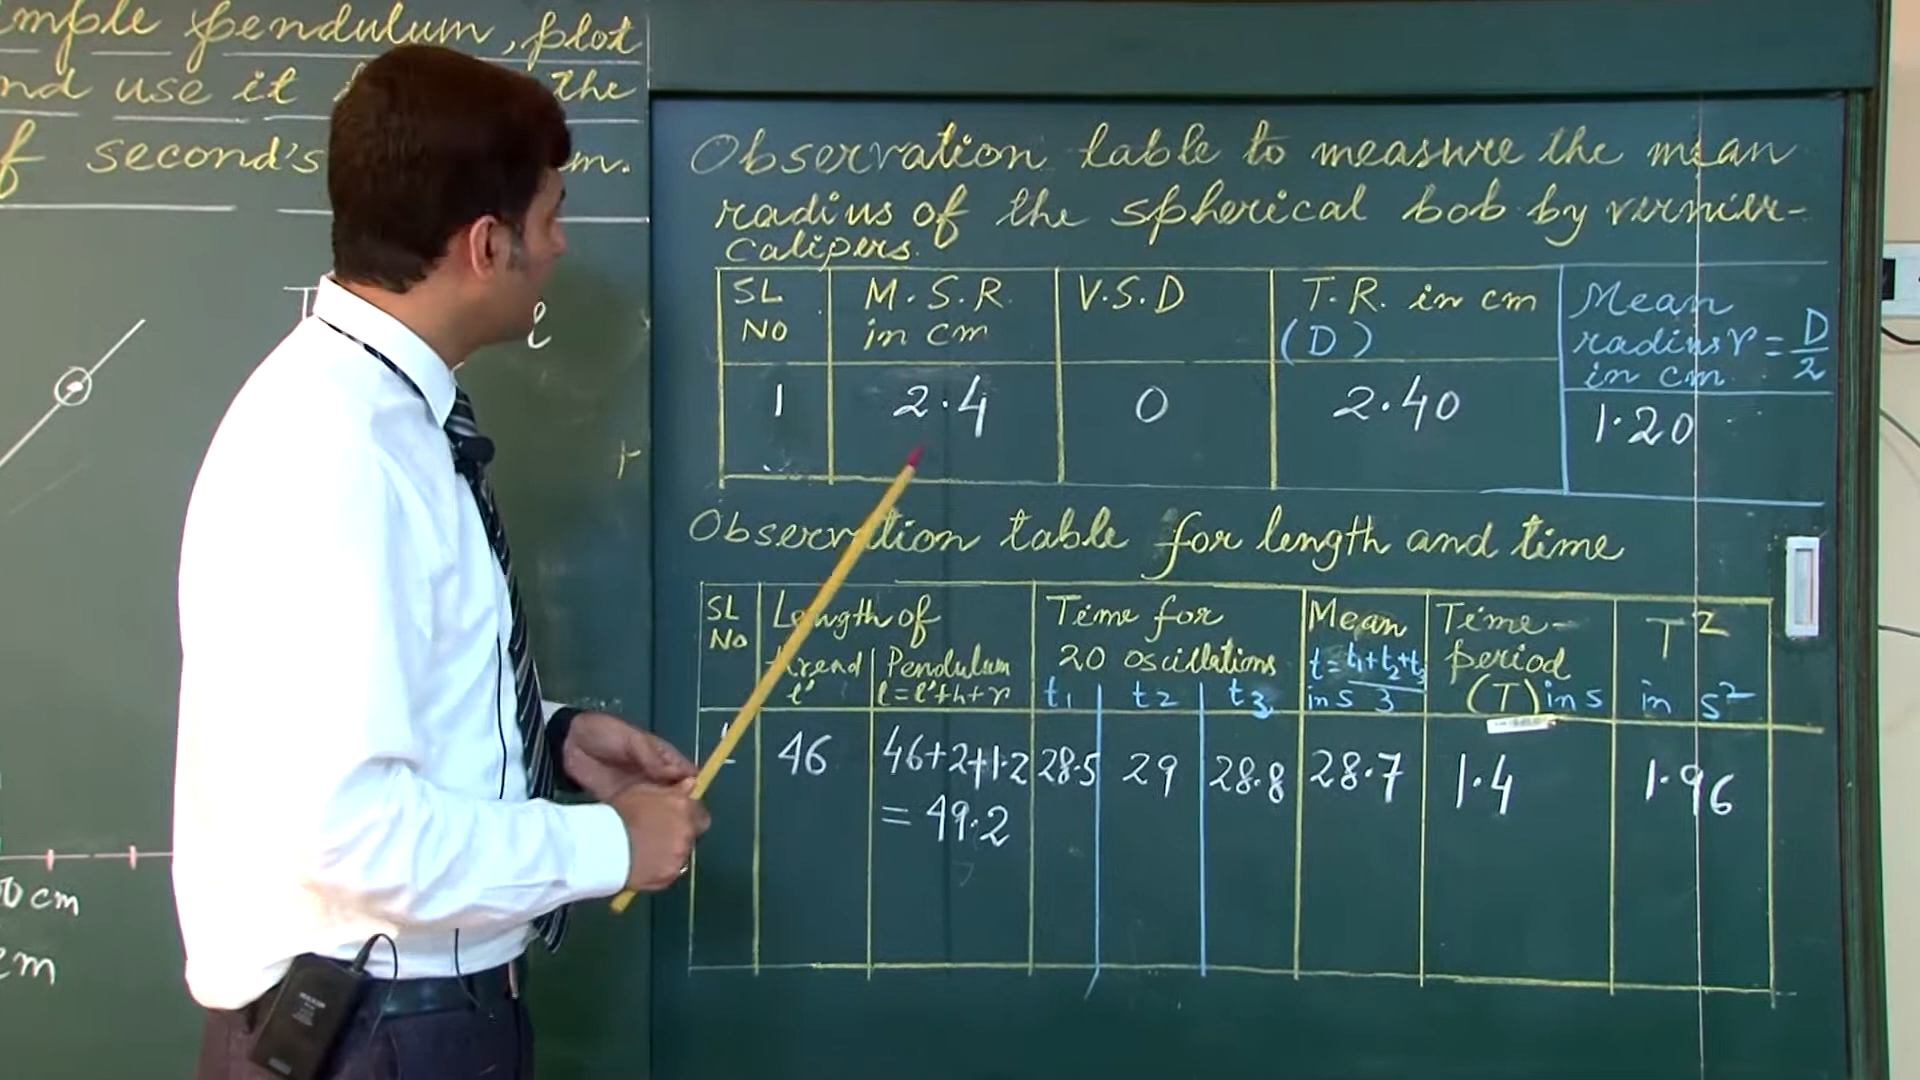 mple pendulum, plot
nd use it the
f second's m.
T l
0 cm
cm
Observation table to measure the mean
radius of the spherical bob by vernier-
calipers.
SL NO M.S.R. in cm V.S.D T.R. in cm (D) Mean radius r = D/2 in cm
1 2.4 0 2.40 1.20
Observation table for length and time
SL No Length of Time for 20 oscillations Mean Time-period (T) in s T² in s²
thread l' Pendulum l=l'+h+r t₁ t₂ t₃ t=t₁+t₂+t₃/3 in s
1 46 46+2+1.2 28.5 29 28.8 28.7 1.4 1.96
= 49.2